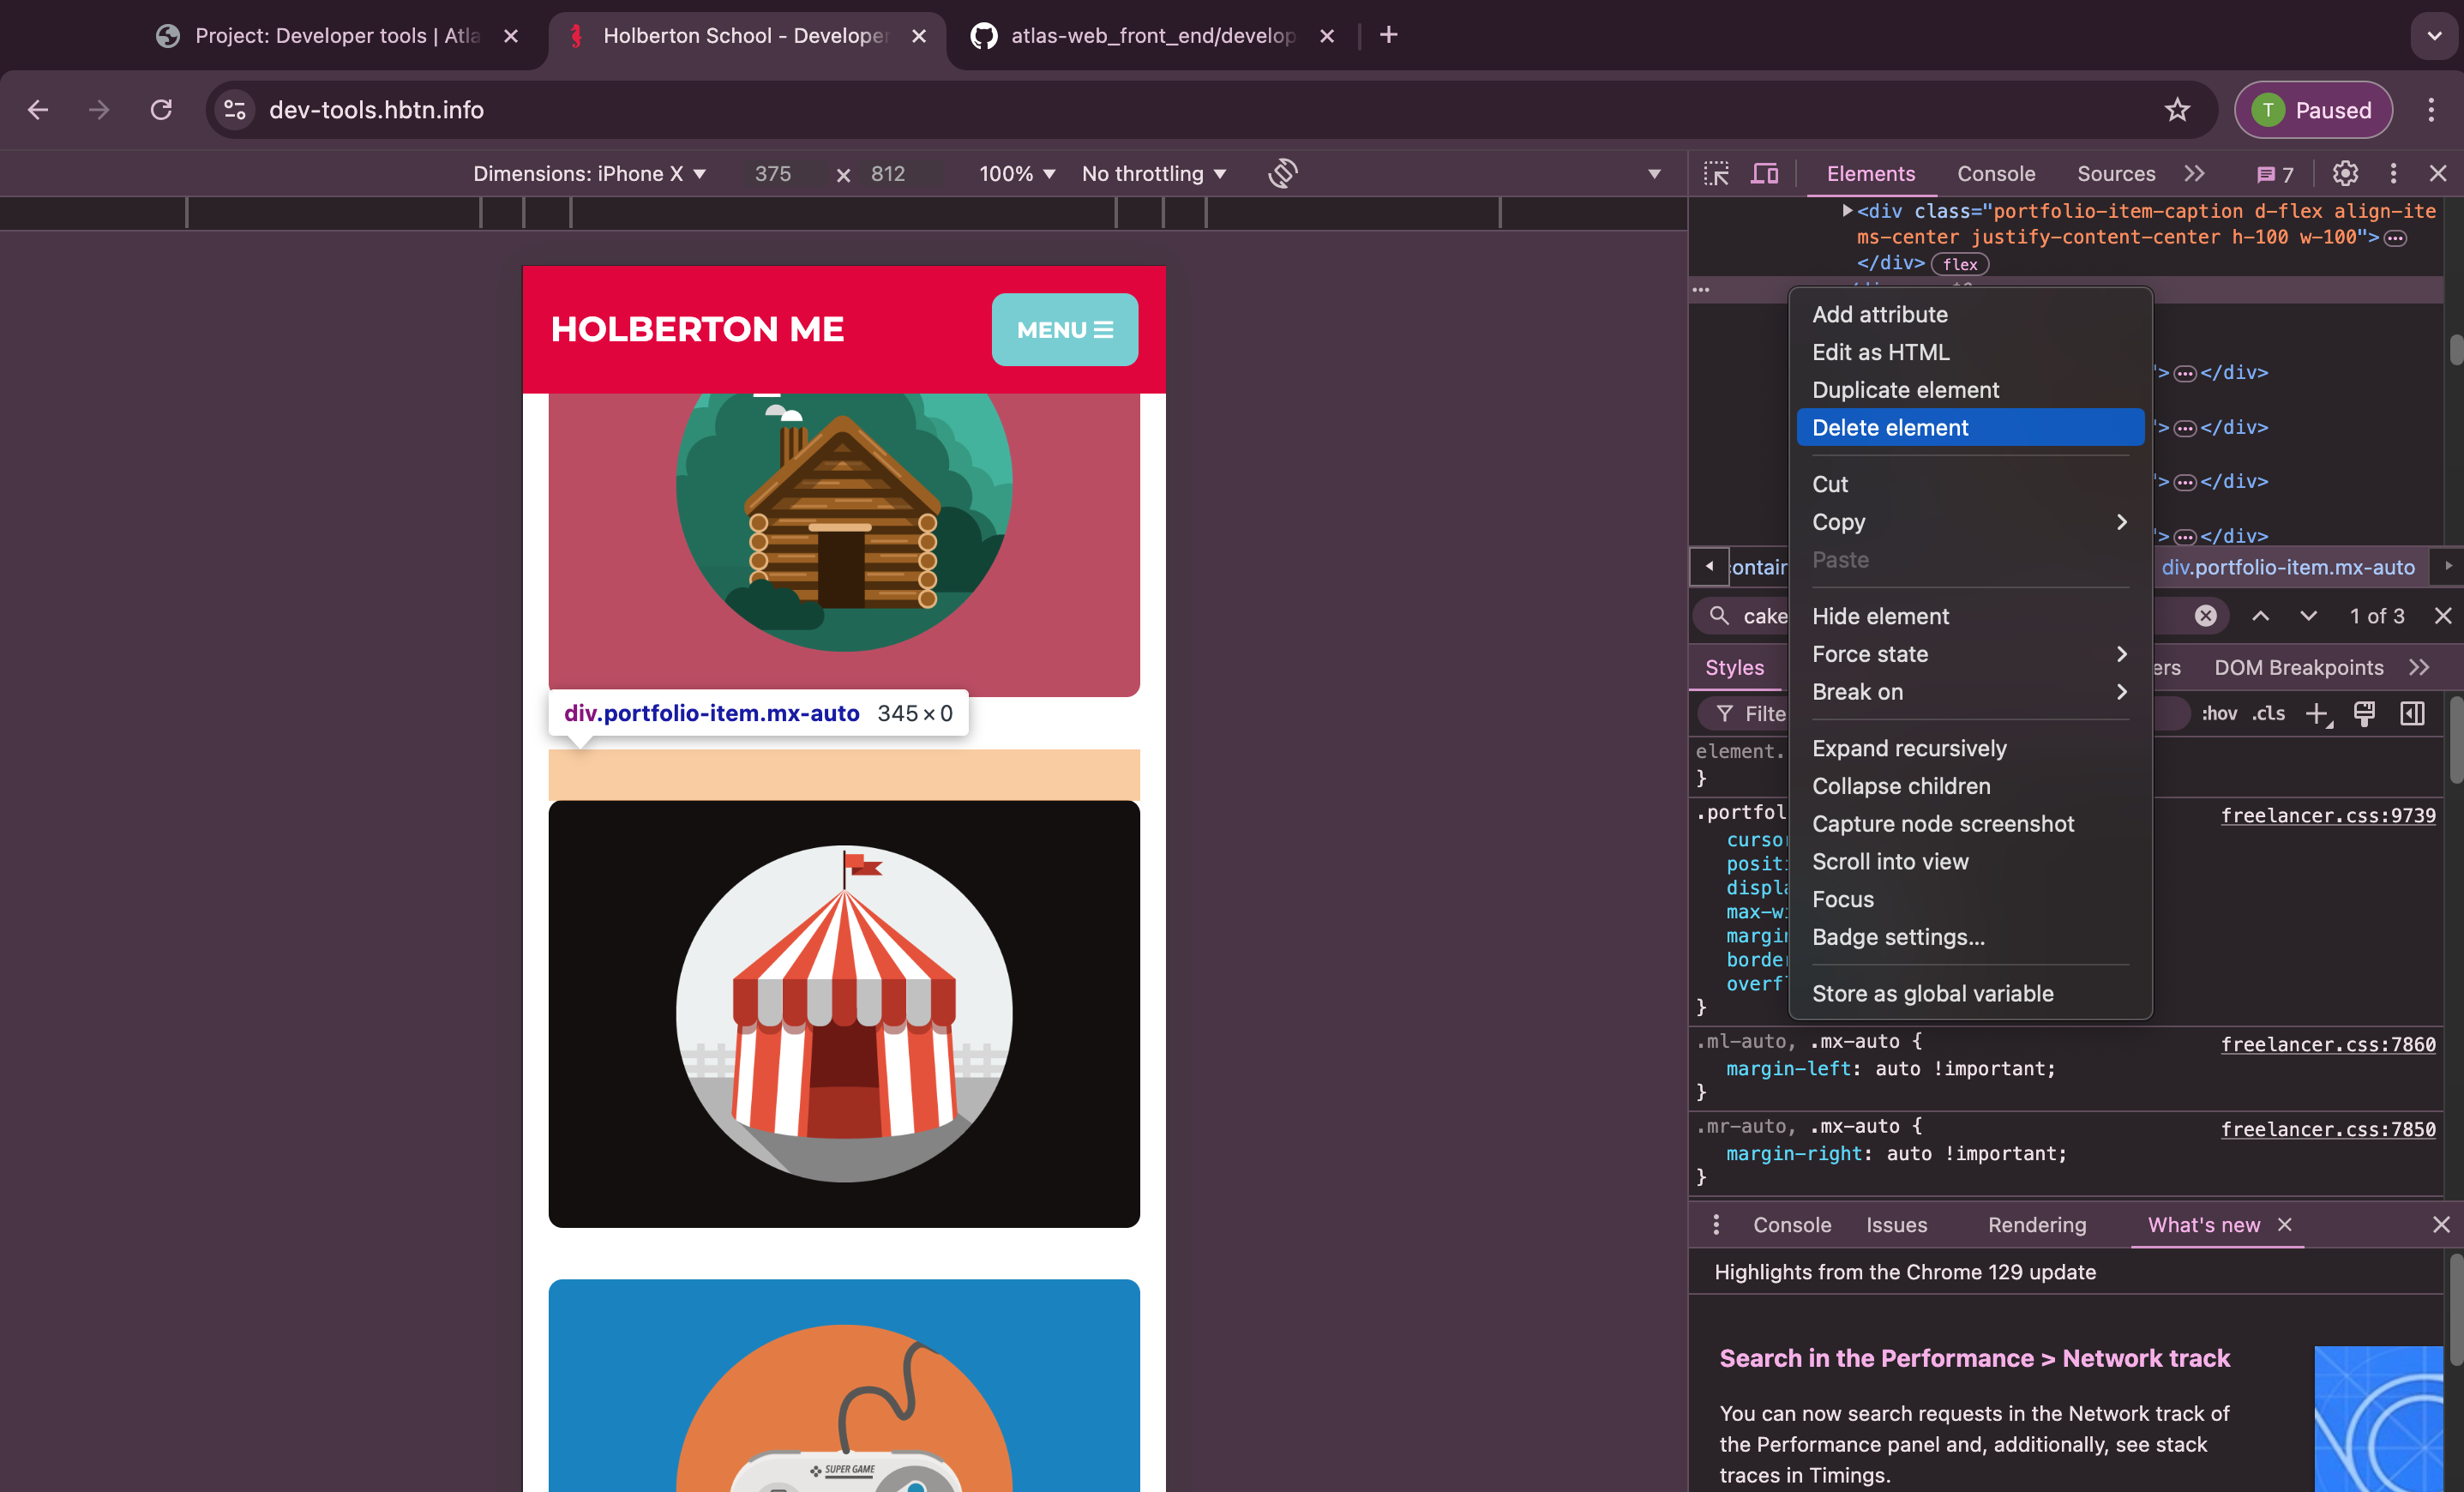 Project: Developer tools | Atla
Holberton School - Developer
atlas-web_front_end/develop
dev-tools.hbtn.info
T Paused
Dimensions: iPhone X 375 × 812 100% No throttling
Elements Console Sources 7
<div class="portfolio-item-caption d-flex align-ite
ms-center justify-content-center h-100 w-100">
</div> flex
HOLBERTON ME
MENU
SUPER GAME
div.portfolio-item.mx-auto 345 × 0
Add attribute
Edit as HTML
Duplicate element
Delete element
Cut
Copy
Paste
Hide element
Force state
Break on
Expand recursively
Collapse children
Capture node screenshot
Scroll into view
Focus
Badge settings...
Store as global variable
"> </div>
"> </div>
"> </div>
"> </div>
ontain div.portfolio-item.mx-auto
cake 1 of 3
Styles ers DOM Breakpoints
Filte :hov .cls
element.
}
.portfol freelancer.css:9739
curso
positi
displa
max-wi
margin
border
overfl
}
.ml-auto, .mx-auto { freelancer.css:7860
margin-left: auto !important;
}
.mr-auto, .mx-auto { freelancer.css:7850
margin-right: auto !important;
}
Console Issues Rendering What's new
Highlights from the Chrome 129 update
Search in the Performance > Network track
You can now search requests in the Network track of
the Performance panel and, additionally, see stack
traces in Timings.